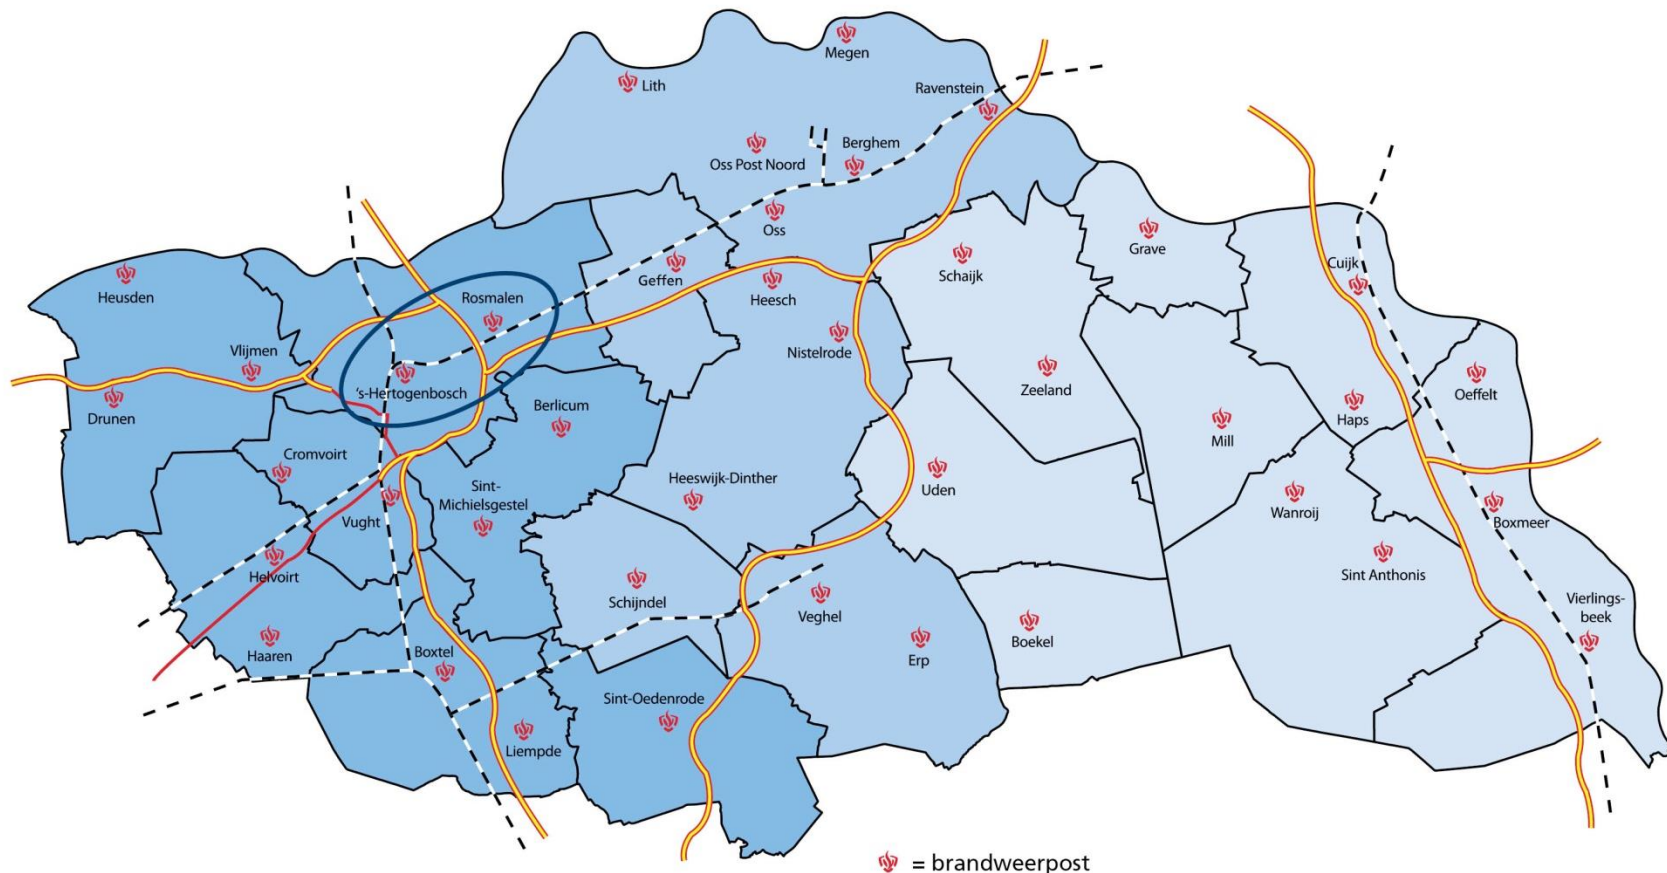 Megen
Lith
Ravenstein
Oss Post Noord
Berghem
Oss
Grave
Schaijk
Cuijk
Heusden
Geffen
Heesch
Rosmalen
Nistelrode
Vlijmen
Zeeland
Oeffelt
's-Hertogenbosch
Berlicum
Drunen
Haps
Mill
Cromvoirt
Heeswijk-Dinther
Uden
Sint-
Michielsgestel
Wanroij
Boxmeer
Vught
Helvoirt
Sint Anthonis
Schijndel
Veghel
Vierlings-
beek
Boekel
Haaren
Boxtel
Erp
Sint-Oedenrode
Liempde
= brandweerpost